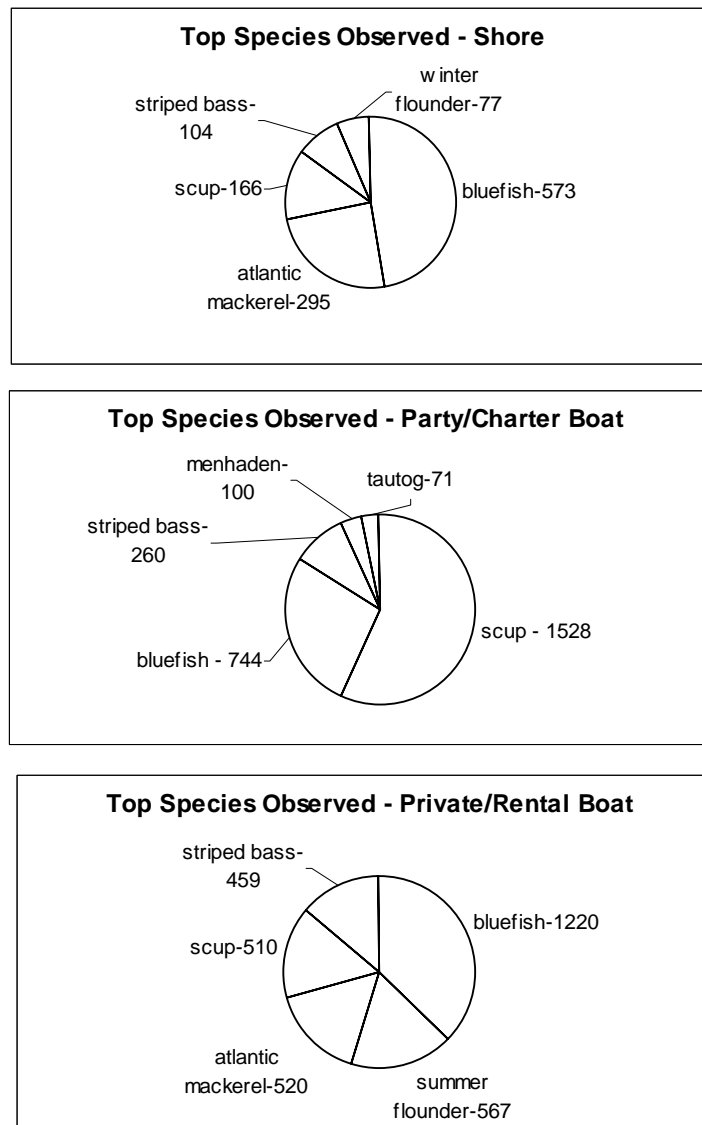 Top Species Observed - Shore
winter
flounder-77
striped bass-
104
scup-166
bluefish-573
atlantic
mackerel-295
Top Species Observed - Party/Charter Boat
menhaden-
100
tautog-71
striped bass-
260
scup - 1528
bluefish - 744
Top Species Observed - Private/Rental Boat
striped bass-
459
bluefish-1220
scup-510
atlantic
mackerel-520
summer
flounder-567